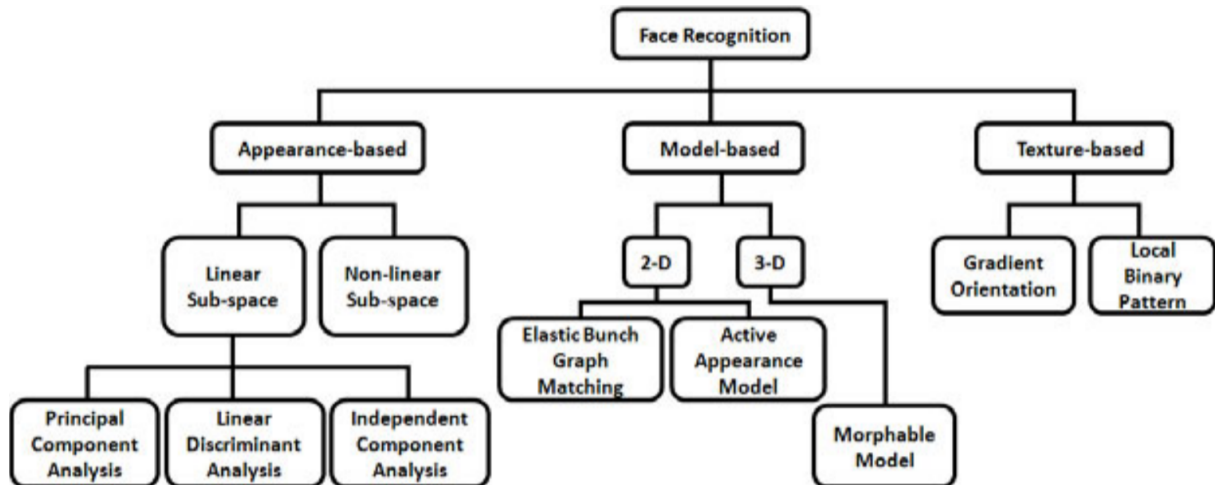 Face Recognition
Appearance-based
Model-based
Texture-based
Linear
Sub-space
Non-linear
Sub-space
2-D
3-D
Gradient
Orientation
Local
Binary
Pattern
Elastic Bunch
Graph
Matching
Active
Appearance
Model
Principal
Component
Analysis
Linear
Discriminant
Analysis
Independent
Component
Analysis
Morphable
Model